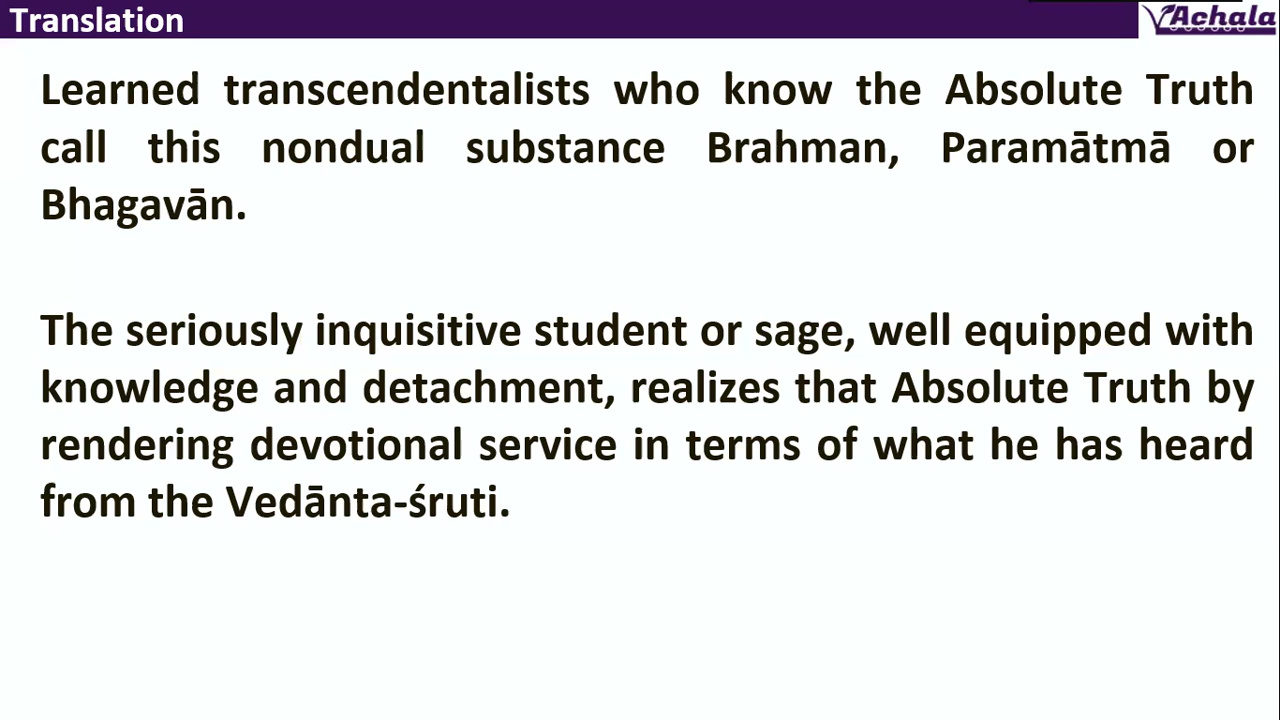 Translation
Achala
Learned transcendentalists who know the Absolute Truth
call this nondual substance Brahman, Paramātmā or
Bhagavān.
The seriously inquisitive student or sage, well equipped with
knowledge and detachment, realizes that Absolute Truth by
rendering devotional service in terms of what he has heard
from the Vedānta-śruti.